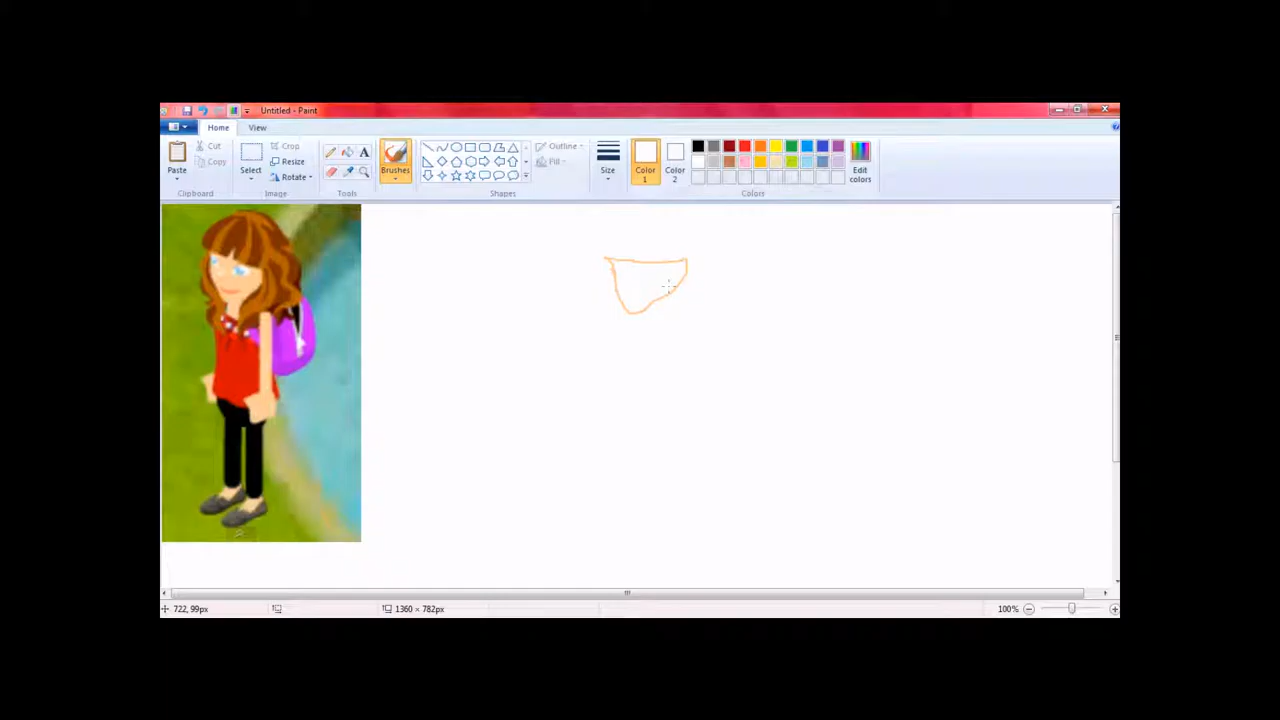 Untitled - Paint
Home View
Paste
Cut
Copy
Clipboard
Select
Crop
Resize
Rotate
Image
A
Tools
Brushes
Shapes
Outline
Fill
Size
Color 1
Color 2
Edit colors
Colors
722, 99px
1360 × 782px
100%